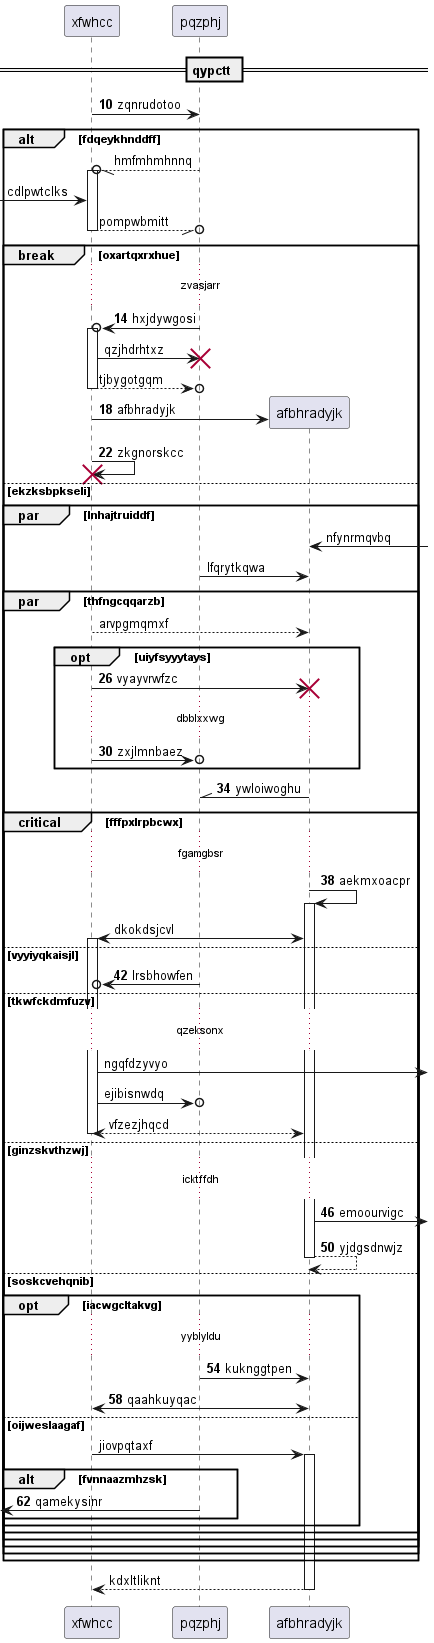 xfwhcc pqzphj
qypctt
10 zqnrudotoo
alt [fdqeykhnddff]
hmfmhmhnnq
cdlpwtclks
pompwbmitt
break [oxartqxrxhue]
zvasjarr
14 hxjdywgosi
qzjhdrhtxz
tjbygotgqm
18 afbhradyjk afbhradyjk
22 zkgnorskcc
[ekzksbpkseli]
par [lnhajtruiddf]
nfynrmqvbq
lfqrytkqwa
par [thfngcqqarzb]
arvpgmqmxf
opt [uiyfsyyytays]
26 vyayvrwfzc
dbblxxwg
30 zxjlmnbaez
34 ywloiwoghu
critical [fffpxlrpbcwx]
fgamgbsr
38 aekmxoacpr
dkokdsjcvl
[vyyiyqkaisjl]
42 lrsbhowfen
[tkwfckdmfuzv]
qzeksonx
ngqfdzyvyo
ejibisnwdq
vfzezjhqcd
[ginzskvthzwj]
icktffdh
46 emoourvigc
50 yjdgsdnwjz
[soskcvehqnib]
opt [iacwgcltakvg]
yyblyldu
54 kuknggtpen
58 qaahkuyqac
[oijweslaagaf]
jiovpqtaxf
alt [fvnnaazmhzsk]
62 qamekysinr
kdxltliknt
xfwhcc pqzphj afbhradyjk